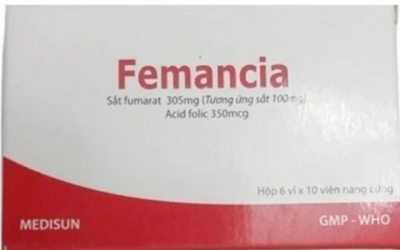 Femancia
Sắt fumarat 305mg (Tương ứng sắt 100mg)
Acid folic 350mcg
Hộp 6 vỉ x 10 viên nang cứng
MEDISUN
GMP - WHO